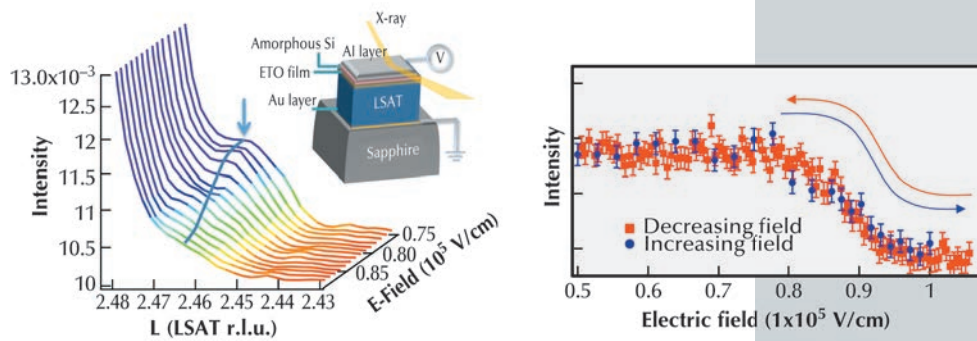 X-ray
Amorphous Si
Al layer
ETO film
Au layer
LSAT
Sapphire
V
13.0x10⁻³
12.5
12
11.5
11
10.5
10
Intensity
2.48
2.47
2.46
2.45
2.44
2.43
L (LSAT r.l.u.)
0.75
0.80
0.85
E-Field (10⁵ V/cm)
Intensity
Decreasing field
Increasing field
0.5
0.6
0.7
0.8
0.9
1
Electric field (1x10⁵ V/cm)